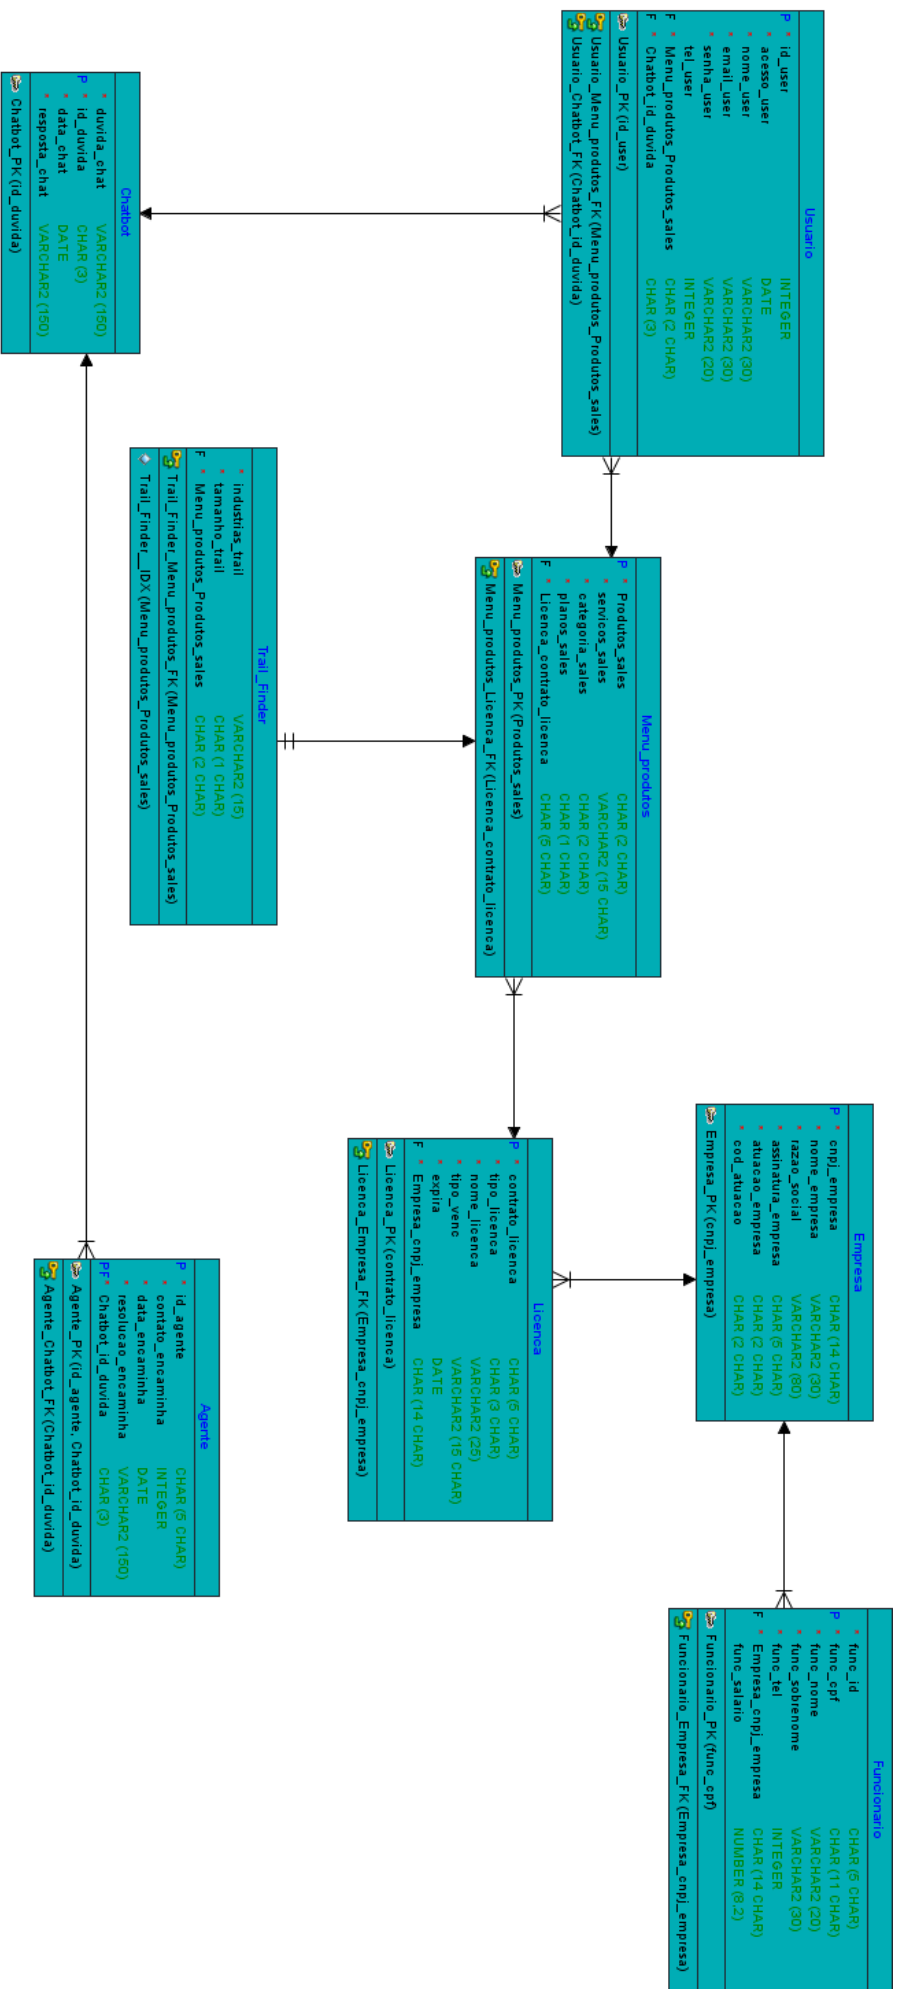 Usuario
P * id_user INTEGER
* acesso_user DATE
* nome_user VARCHAR2 (30)
* email_user VARCHAR2 (30)
* senha_user VARCHAR2 (20)
tel_user INTEGER
F * Menu_produtos_Produtos_sales CHAR (2 CHAR)
F * Chatbot_id_duvida CHAR (3)
Usuario_PK (id_user)
Usuario_Menu_produtos_FK (Menu_produtos_Produtos_sales)
Usuario_Chatbot_FK (Chatbot_id_duvida)
Chatbot
* duvida_chat VARCHAR2 (150)
P * id_duvida CHAR (3)
* data_chat DATE
* resposta_chat VARCHAR2 (150)
Chatbot_PK (id_duvida)
Menu_produtos
P * Produtos_sales CHAR (2 CHAR)
* servicos_sales VARCHAR2 (15 CHAR)
* categoria_sales CHAR (2 CHAR)
* planos_sales CHAR (1 CHAR)
F * Licenca_contrato_licenca CHAR (5 CHAR)
Menu_produtos_PK (Produtos_sales)
Menu_produtos_Licenca_FK (Licenca_contrato_licenca)
Trail_Finder
* industrias_trail VARCHAR2 (15)
* tamanho_trail CHAR (1 CHAR)
F * Menu_produtos_Produtos_sales CHAR (2 CHAR)
Trail_Finder_Menu_produtos_FK (Menu_produtos_Produtos_sales)
Trail_Finder__IDX (Menu_produtos_Produtos_sales)
Empresa
P * cnpj_empresa CHAR (14 CHAR)
* nome_empresa VARCHAR2 (30)
* razao_social VARCHAR2 (80)
* assinatura_empresa CHAR (5 CHAR)
* atuacao_empresa CHAR (2 CHAR)
* cod_atuacao CHAR (2 CHAR)
Empresa_PK (cnpj_empresa)
Licenca
P * contrato_licenca CHAR (5 CHAR)
* tipo_licenca CHAR (3 CHAR)
* nome_licenca VARCHAR2 (25)
* tipo_venc VARCHAR2 (15 CHAR)
* expira DATE
F * Empresa_cnpj_empresa CHAR (14 CHAR)
Licenca_PK (contrato_licenca)
Licenca_Empresa_FK (Empresa_cnpj_empresa)
Agente
P * id_agente CHAR (5 CHAR)
* contato_encaminha INTEGER
* data_encaminha DATE
* resolucao_encaminha VARCHAR2 (150)
PF* Chatbot_id_duvida CHAR (3)
Agente_PK (id_agente, Chatbot_id_duvida)
Agente_Chatbot_FK (Chatbot_id_duvida)
Funcionario
* func_id CHAR (5 CHAR)
P * func_cpf CHAR (11 CHAR)
* func_nome VARCHAR2 (20)
* func_sobrenome VARCHAR2 (30)
* func_tel INTEGER
F * Empresa_cnpj_empresa CHAR (14 CHAR)
* func_salario NUMBER (8,2)
Funcionario_PK (func_cpf)
Funcionario_Empresa_FK (Empresa_cnpj_empresa)